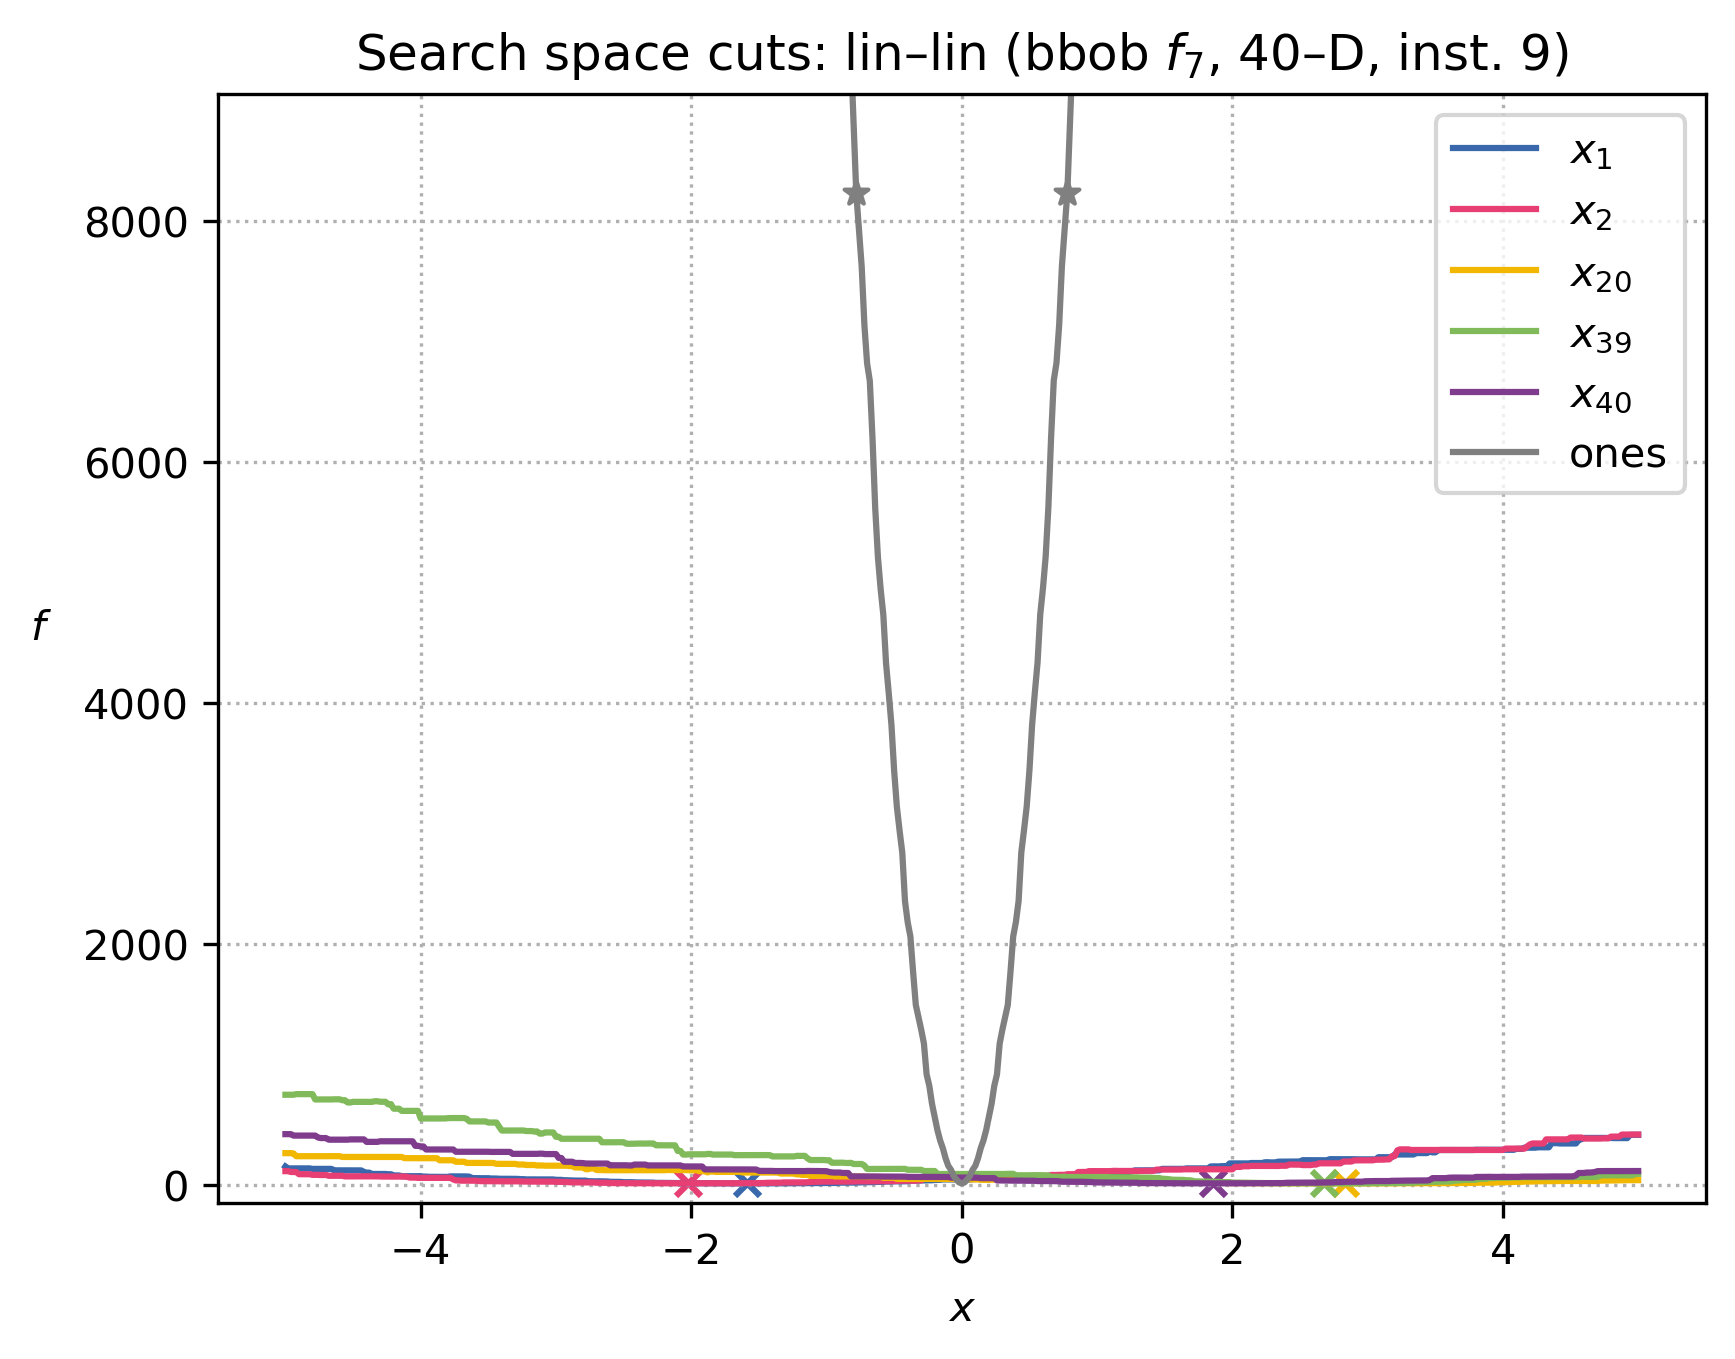 Search space cuts: lin–lin (bbob f₇, 40–D, inst. 9)
x₁
x₂
x₂₀
x₃₉
x₄₀
ones
8000
6000
4000
2000
0
f
−4 −2 0 2 4
x